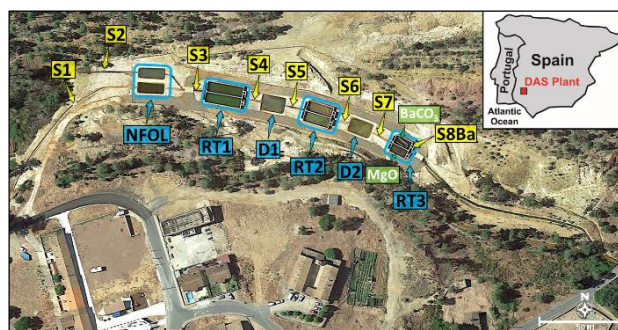 S1
S2
S3
S4
S5
S6
S7
BaCO3
S8Ba
NFOL
RT1
D1
RT2
D2
MgO
RT3
Portugal
Spain
DAS Plant
Atlantic
Ocean
N
50 m